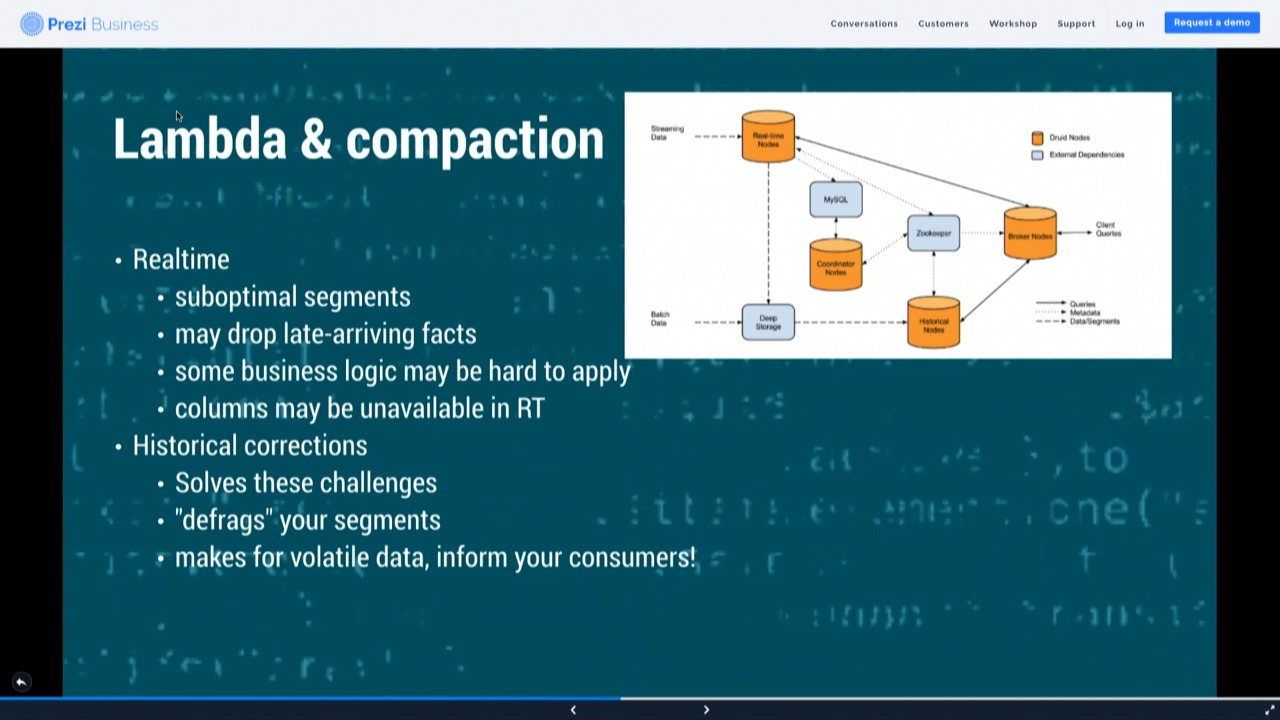 Prezi Business
Conversations
Customers
Workshop
Support
Log in
Request a demo
Lambda & compaction
• Realtime
• suboptimal segments
• may drop late-arriving facts
• some business logic may be hard to apply
• columns may be unavailable in RT
• Historical corrections
• Solves these challenges
• "defrags" your segments
• makes for volatile data, inform your consumers!
Streaming
Data
Real-time
Nodes
Druid Nodes
External Dependencies
MySQL
Zookeeper
Broker Nodes
Client
Queries
Coordinator
Nodes
Batch
Data
Deep
Storage
Historical
Nodes
Queries
Metadata
Data/Segments
, to
cne("